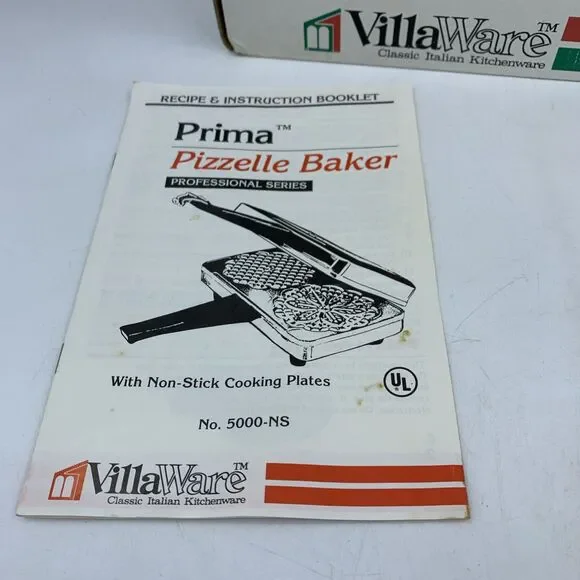 VillaWare™
Classic Italian Kitchenware
RECIPE & INSTRUCTION BOOKLET
Prima™
Pizzelle Baker
PROFESSIONAL SERIES
With Non-Stick Cooking Plates
UL
No. 5000-NS
VillaWare™
Classic Italian Kitchenware